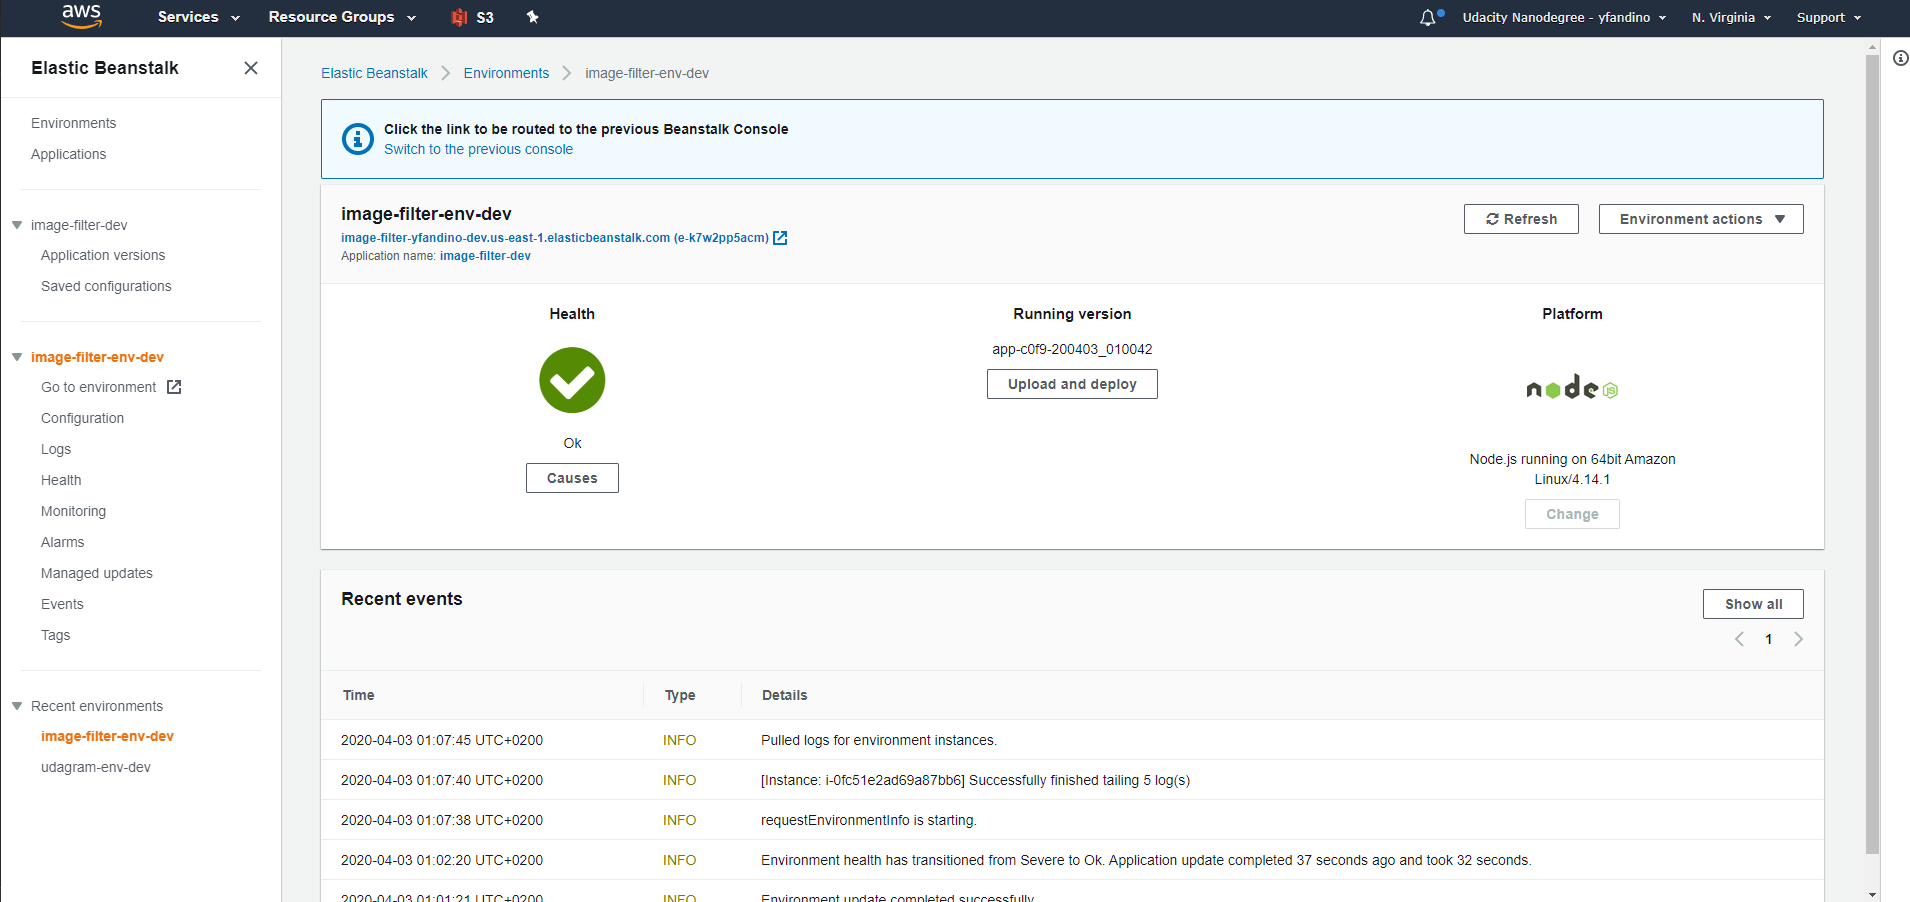 aws Services Resource Groups S3 Udacity Nanodegree - yfandino N. Virginia Support
Elastic Beanstalk
Environments
Applications
image-filter-dev
Application versions
Saved configurations
image-filter-env-dev
Go to environment
Configuration
Logs
Health
Monitoring
Alarms
Managed updates
Events
Tags
Recent environments
image-filter-env-dev
udagram-env-dev
Elastic Beanstalk Environments image-filter-env-dev
Click the link to be routed to the previous Beanstalk Console
Switch to the previous console
image-filter-env-dev
image-filter-yfandino-dev.us-east-1.elasticbeanstalk.com (e-k7w2pp5acm)
Application name: image-filter-dev
Refresh Environment actions
Health
Ok
Causes
Running version
app-c0f9-200403_010042
Upload and deploy
Platform
node JS
Node.js running on 64bit Amazon
Linux/4.14.1
Change
Recent events
Show all
1
Time Type Details
2020-04-03 01:07:45 UTC+0200 INFO Pulled logs for environment instances.
2020-04-03 01:07:40 UTC+0200 INFO [Instance: i-0fc51e2ad69a87bb6] Successfully finished tailing 5 log(s)
2020-04-03 01:07:38 UTC+0200 INFO requestEnvironmentInfo is starting.
2020-04-03 01:02:20 UTC+0200 INFO Environment health has transitioned from Severe to Ok. Application update completed 37 seconds ago and took 32 seconds.
2020-04-03 01:01:21 UTC+0200 INFO Environment update completed successfully.